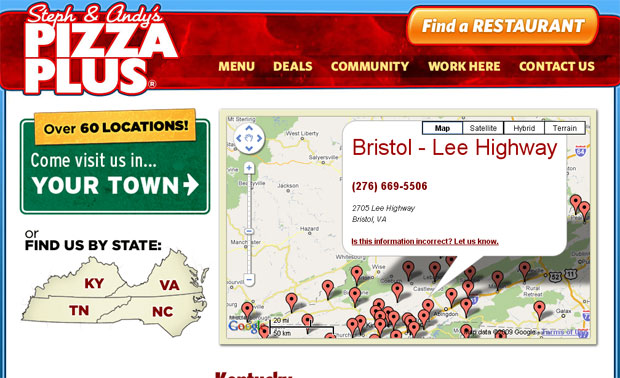 Steph & Andy's
PIZZA
PLUS®
Find a RESTAURANT
MENU DEALS COMMUNITY WORK HERE CONTACT US
Over 60 LOCATIONS!
Come visit us in...
YOUR TOWN
or
FIND US BY STATE:
KY VA
TN NC
Map Satellite Hybrid Terrain
Bristol - Lee Highway
(276) 669-5506
2705 Lee Highway
Bristol, VA
Is this information incorrect? Let us know.
Mt Sterling
West Liberty
Salyersville
Jackson
Hazard
Manchester
Wise
Rural
Retreat
Galax
52
Abingdon
Google
20 mi
50 km
Map data ©2009 Google - Terms of Use
Kentucky